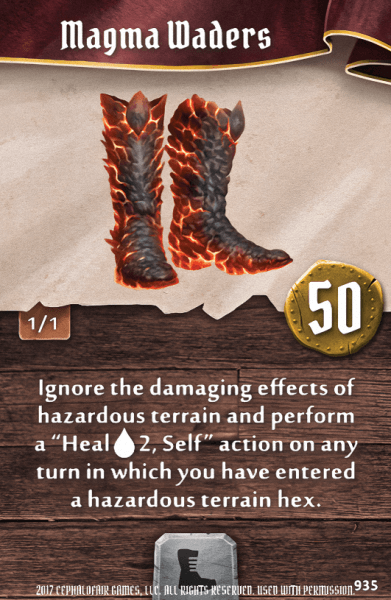 Magma Waders
50
1/1
Ignore the damaging effects of
hazardous terrain and perform
a “Heal 2, Self” action on any
turn in which you have entered
a hazardous terrain hex.
2017 CEPHALOFAIR GAMES, LLC. ALL RIGHTS RESERVED. USED WITH PERMISSION.
935